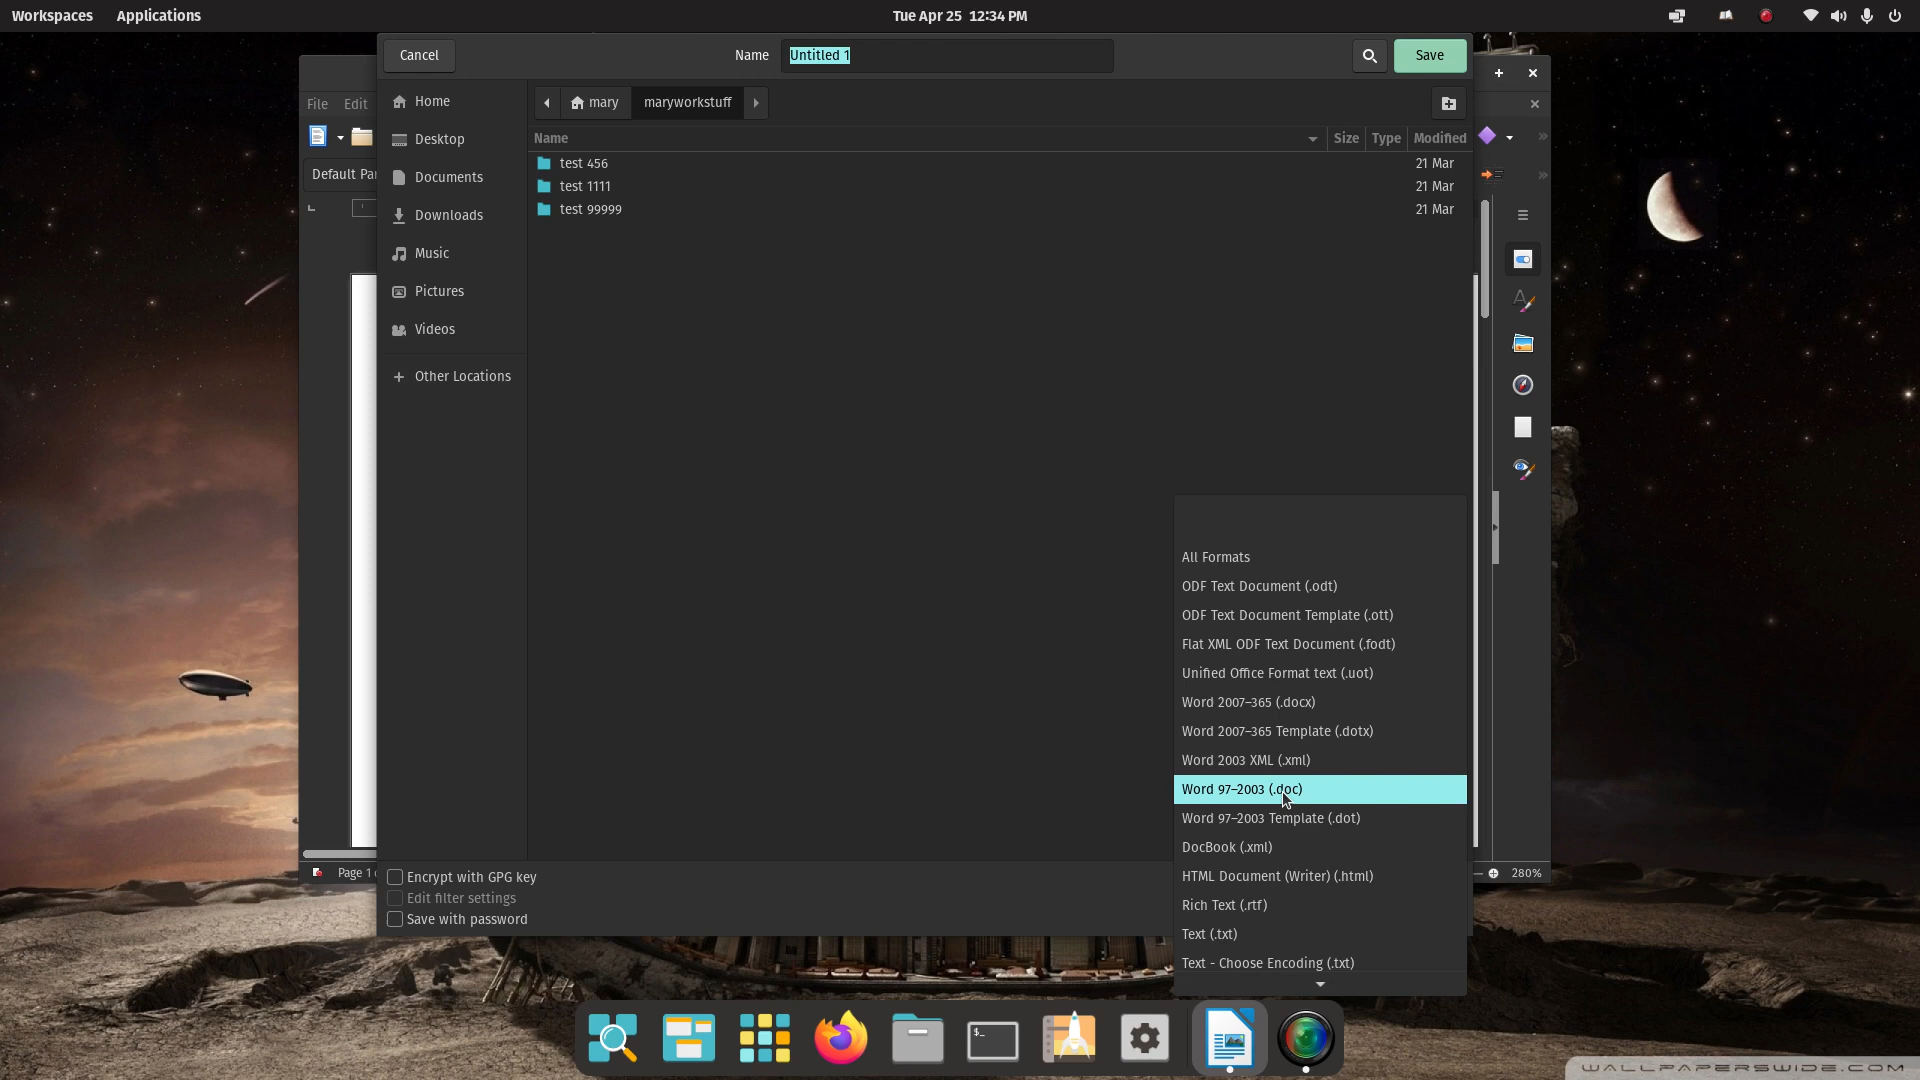 Workspaces Applications Tue Apr 25 12:34 PM
Cancel Name Untitled 1 Save
File Edit
Home
Desktop
Documents
Downloads
Music
Pictures
Videos
Other Locations
mary maryworkstuff
Name Size Type Modified
test 456 21 Mar
test 1111 21 Mar
test 99999 21 Mar
Default Par
All Formats
ODF Text Document (.odt)
ODF Text Document Template (.ott)
Flat XML ODF Text Document (.fodt)
Unified Office Format text (.uot)
Word 2007–365 (.docx)
Word 2007–365 Template (.dotx)
Word 2003 XML (.xml)
Word 97–2003 (.doc)
Word 97–2003 Template (.dot)
DocBook (.xml)
HTML Document (Writer) (.html)
Rich Text (.rtf)
Text (.txt)
Text - Choose Encoding (.txt)
Page 1 280%
Encrypt with GPG key
Edit filter settings
Save with password
$_
WALLPAPERSWIDE.COM